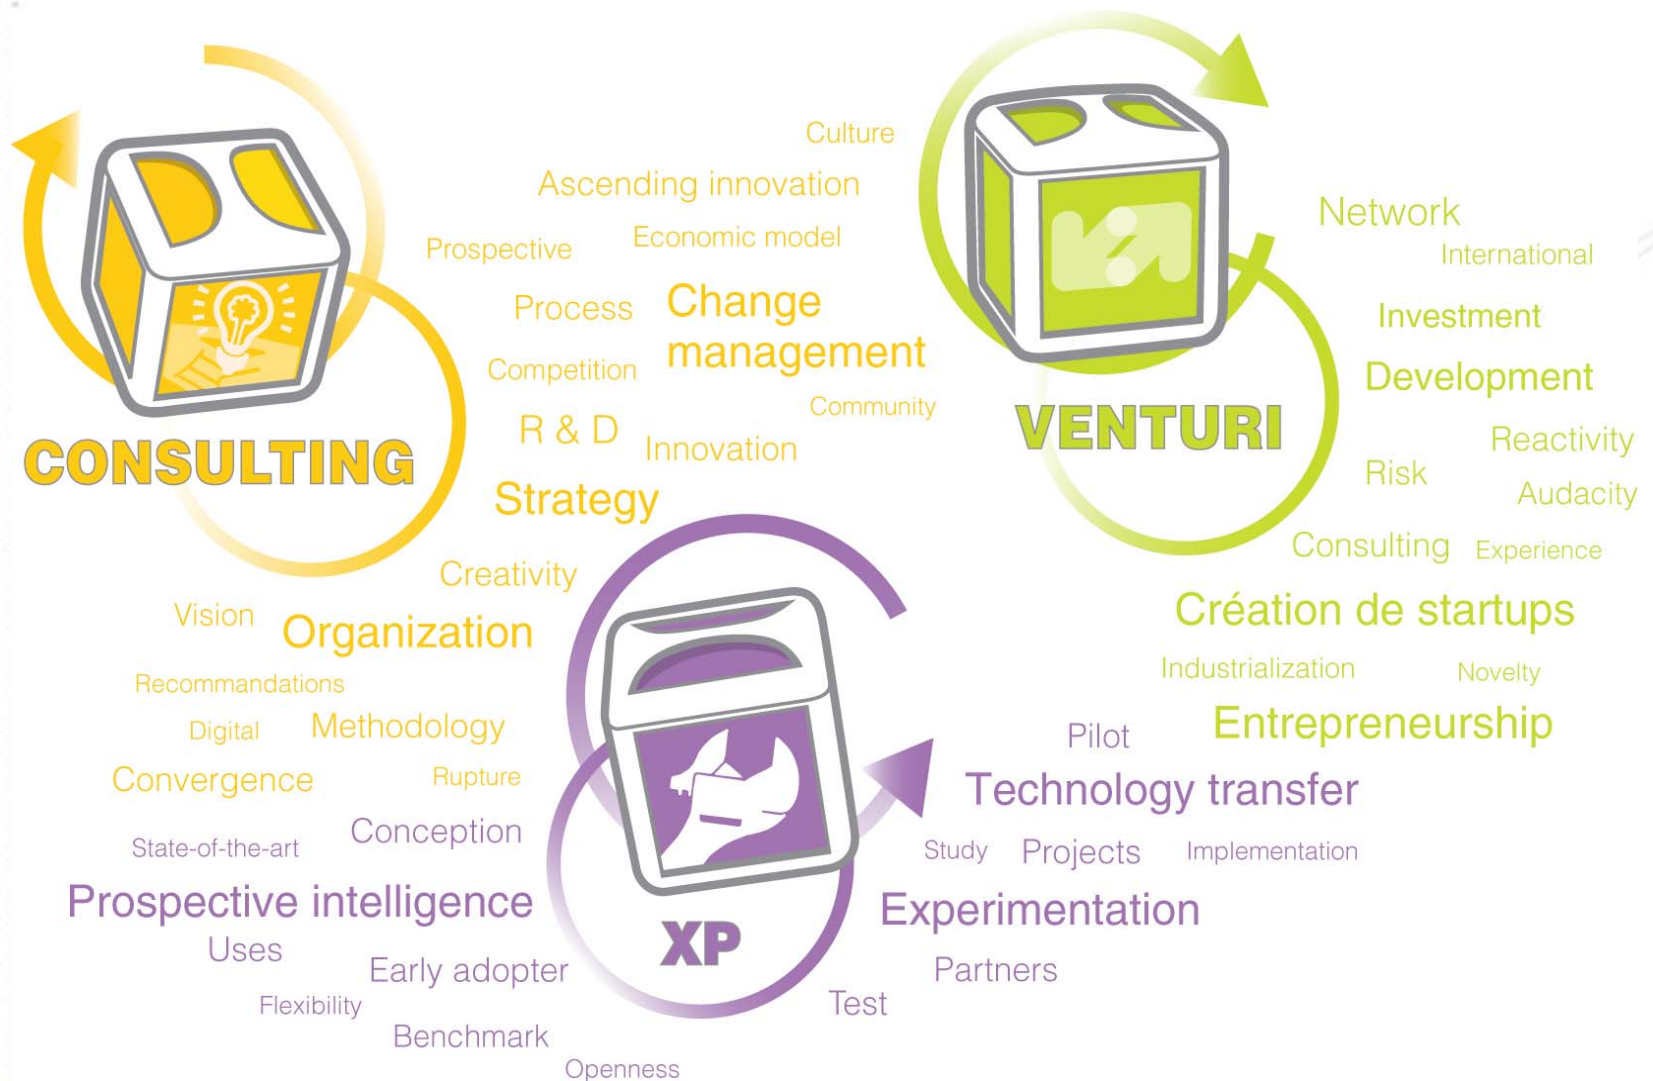 CONSULTING
Culture
Ascending innovation
Prospective
Economic model
Process
Change
management
Competition
Community
R & D
Innovation
Strategy
Creativity
Vision
Organization
Recommandations
Digital
Methodology
Convergence
Rupture
VENTURI
Network
International
Investment
Development
Reactivity
Risk
Audacity
Consulting
Experience
Création de startups
Industrialization
Novelty
Entrepreneurship
XP
State-of-the-art
Conception
Prospective intelligence
Uses
Early adopter
Flexibility
Benchmark
Openness
Pilot
Technology transfer
Study
Projects
Implementation
Experimentation
Partners
Test